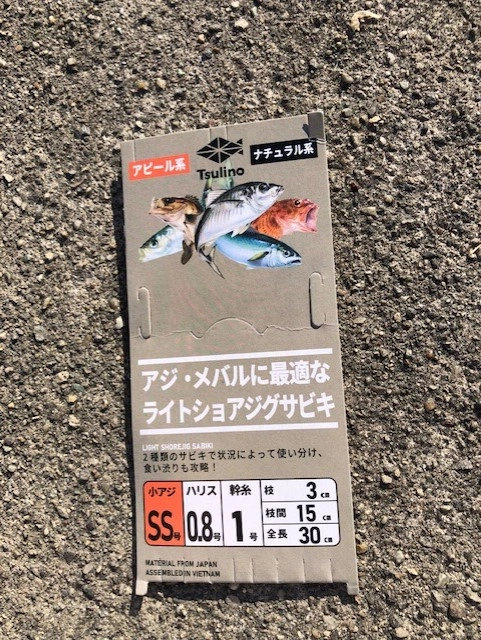 アピール系
Tsulino
ナチュラル系
アジ・メバルに最適な
ライトショアジグサビキ
LIGHT SHOREJIG SABIKI
2種類のサビキで状況によって使い分け、
食い渋りも攻略！
小アジ ハリス 幹糸 枝 3cm
SS号 0.8号 1号 枝間 15cm
全長 30cm
MATERIAL FROM JAPAN
ASSEMBLED IN VIETNAM